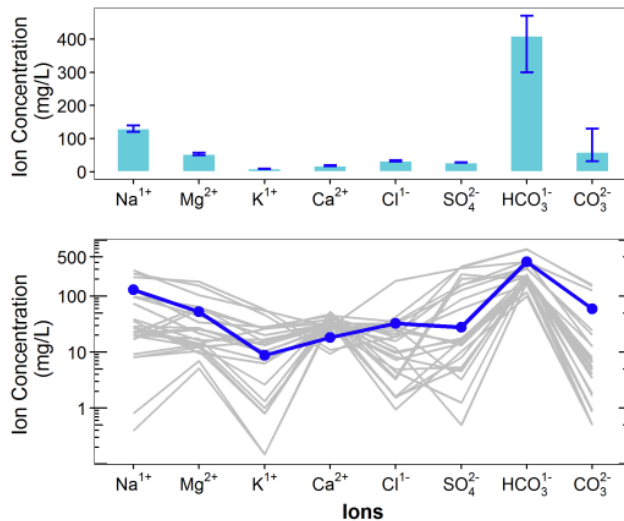 Ion Concentration
(mg/L)
400
300
200
100
0
Na¹⁺ Mg²⁺ K¹⁺ Ca²⁺ Cl¹⁻ SO₄²⁻ HCO₃¹⁻ CO₃²⁻
Ion Concentration
(mg/L)
500
100
10
1
Na¹⁺ Mg²⁺ K¹⁺ Ca²⁺ Cl¹⁻ SO₄²⁻ HCO₃¹⁻ CO₃²⁻
Ions